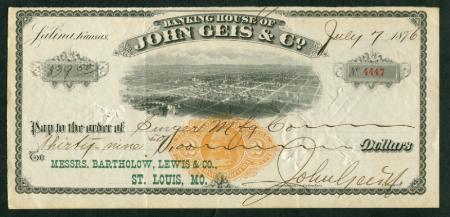 BANKING HOUSE OF
JOHN GEIS & Cº.
Salina, Kansas, July 7 1876
$39.00 Nº 4447
Pay to the order of Singer M'f'g Co
Thirty nine Dollars
TO
MESSRS. BARTHOLOW, LEWIS & CO.,
ST. LOUIS, MO.
John Geis &